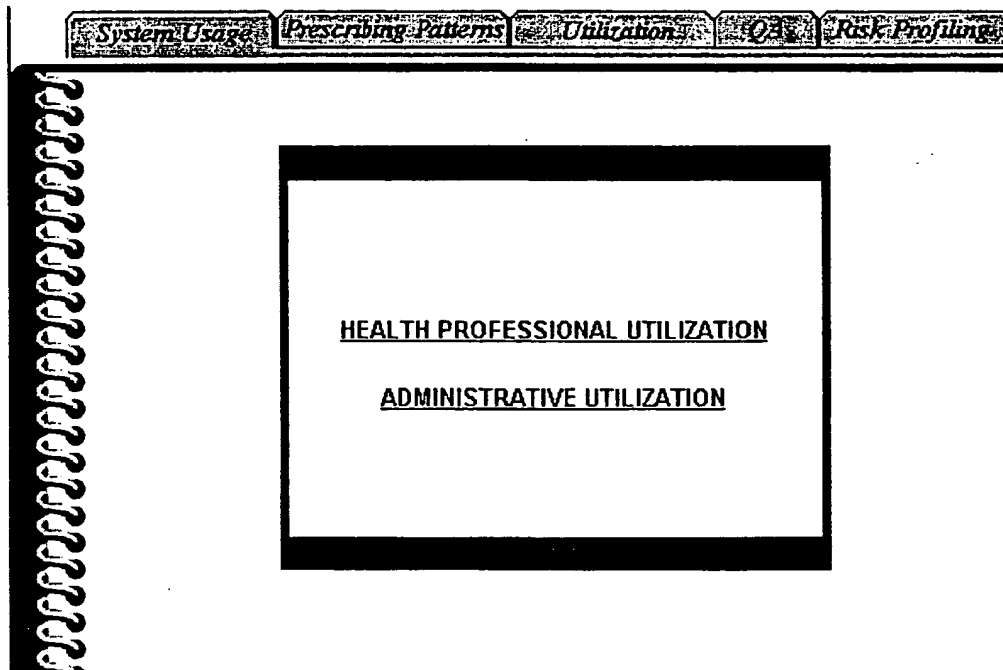 System Usage Prescribing Patterns Utilization QA Risk Profiling
HEALTH PROFESSIONAL UTILIZATION
ADMINISTRATIVE UTILIZATION